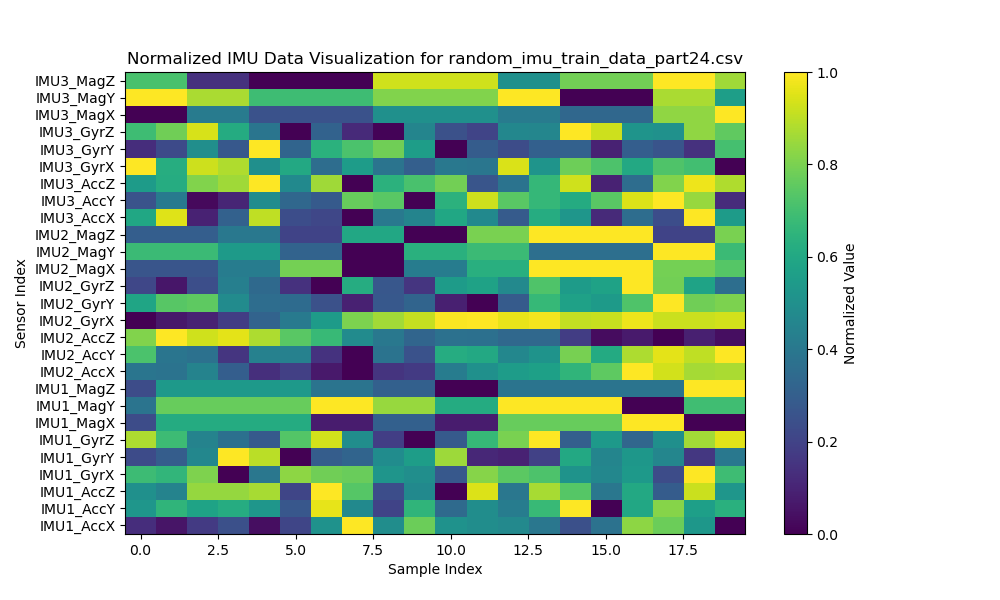 Normalized IMU Data Visualization for random_imu_train_data_part24.csv
IMU3_MagZ
IMU3_MagY
IMU3_MagX
IMU3_GyrZ
IMU3_GyrY
IMU3_GyrX
IMU3_AccZ
IMU3_AccY
IMU3_AccX
IMU2_MagZ
IMU2_MagY
IMU2_MagX
IMU2_GyrZ
IMU2_GyrY
IMU2_GyrX
IMU2_AccZ
IMU2_AccY
IMU2_AccX
IMU1_MagZ
IMU1_MagY
IMU1_MagX
IMU1_GyrZ
IMU1_GyrY
IMU1_GyrX
IMU1_AccZ
IMU1_AccY
IMU1_AccX
Sensor Index
0.0 2.5 5.0 7.5 10.0 12.5 15.0 17.5
Sample Index
1.0
0.8
0.6
0.4
0.2
0.0
Normalized Value